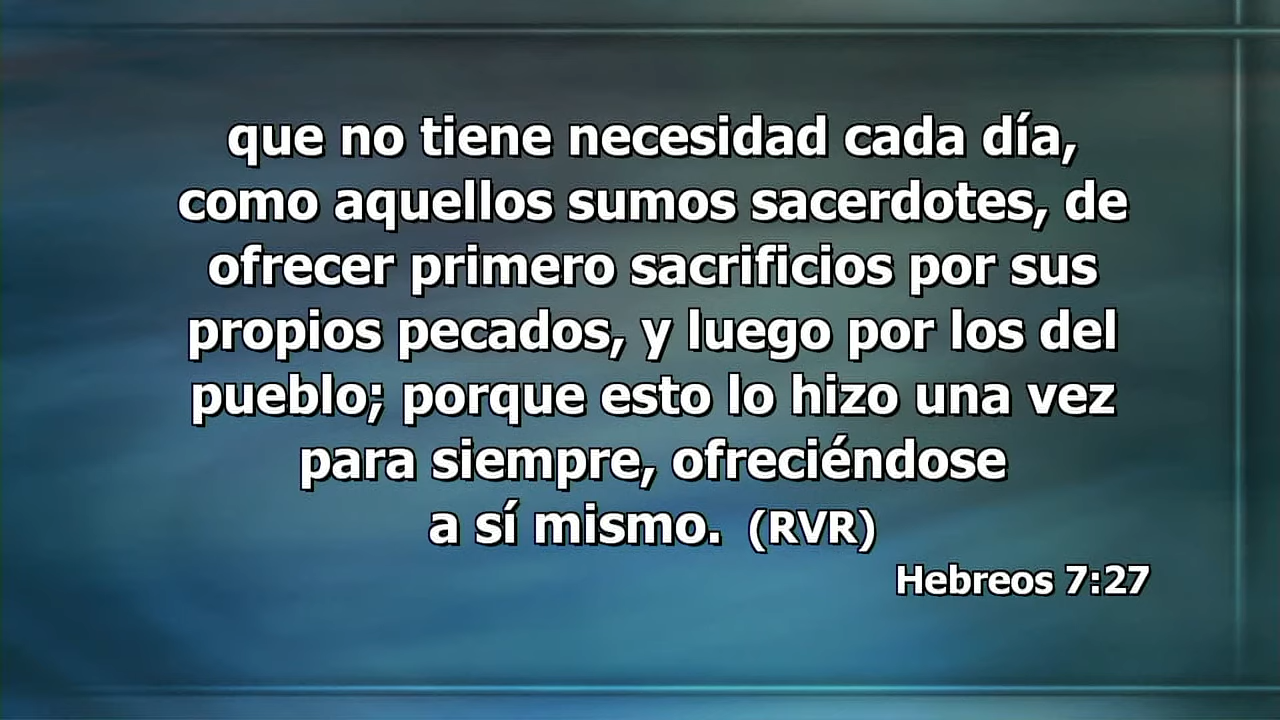 que no tiene necesidad cada día,
como aquellos sumos sacerdotes, de
ofrecer primero sacrificios por sus
propios pecados, y luego por los del
pueblo; porque esto lo hizo una vez
para siempre, ofreciéndose
a sí mismo. (RVR)
Hebreos 7:27